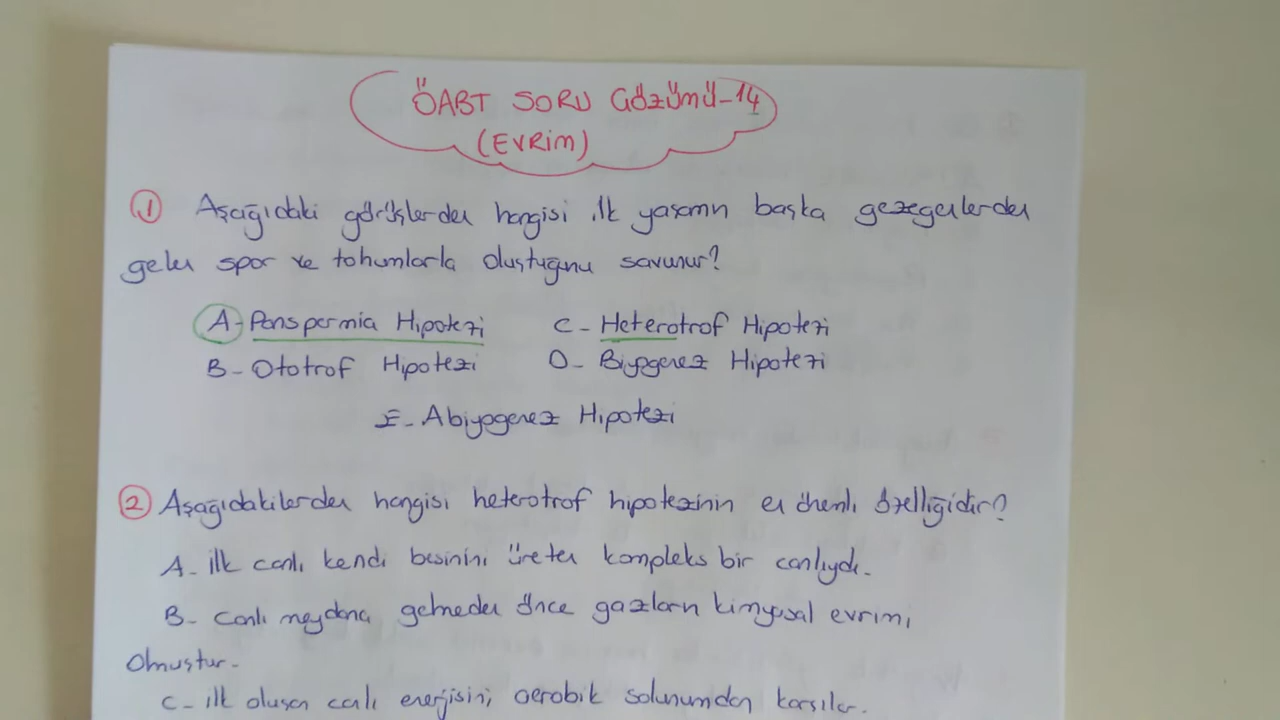 ÖABT SORU ÇÖZÜMÜ-14
(EVRİM)
1 Aşağıdaki görüşlerden hangisi ilk yaşamın başka gezegenlerden
gelen spor ve tohumlarla oluştuğunu savunur?
A- Panspermia Hipotezi C- Heterotrof Hipotezi
B- Ototrof Hipotezi D- Biyogenez Hipotezi
E- Abiyogenez Hipotezi
2 Aşağıdakilerden hangisi heterotrof hipotezinin en önemli özelliğidir?
A- İlk canlı kendi besinini üreten kompleks bir canlıydı.
B- Canlı meydana gelmeden önce gazların kimyasal evrimi
olmuştur.
C- İlk oluşan canlı enerjisini aerobik solunumdan karşılar.